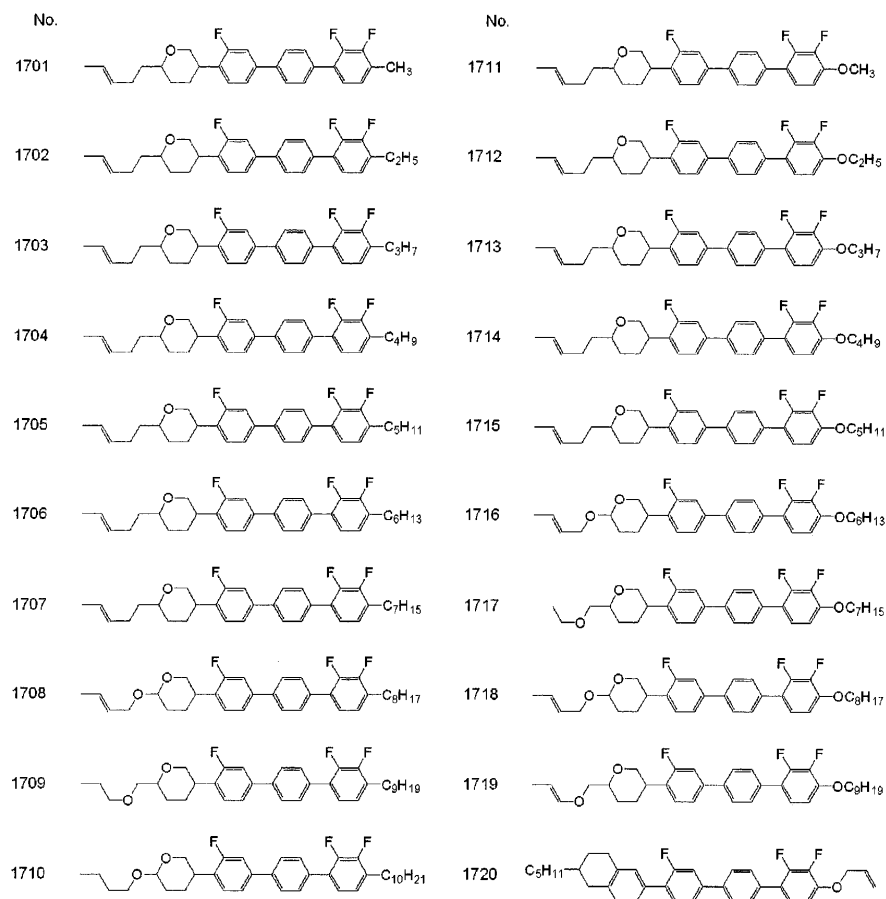 No.
F F F
O
1701 CH₃
F F F
O
1702 C₂H₅
F F F
O
1703 C₃H₇
F F F
O
1704 C₄H₉
F F F
O
1705 C₅H₁₁
F F F
O
1706 C₆H₁₃
F F F
O
1707 C₇H₁₅
F F F
O
1708 O C₈H₁₇
F F F
O
1709 C₉H₁₉
O
F F F
O
1710 O C₁₀H₂₁
No.
F F F
O
1711 OCH₃
F F F
O
1712 OC₂H₅
F F F
O
1713 OC₃H₇
F F F
O
1714 OC₄H₉
F F F
O
1715 OC₅H₁₁
F F F
O
1716 O OC₆H₁₃
F F F
O
1717 OC₇H₁₅
O
F F F
O
1718 O OC₈H₁₇
F F F
O
1719 OC₉H₁₉
O
F F F
1720 C₅H₁₁ O